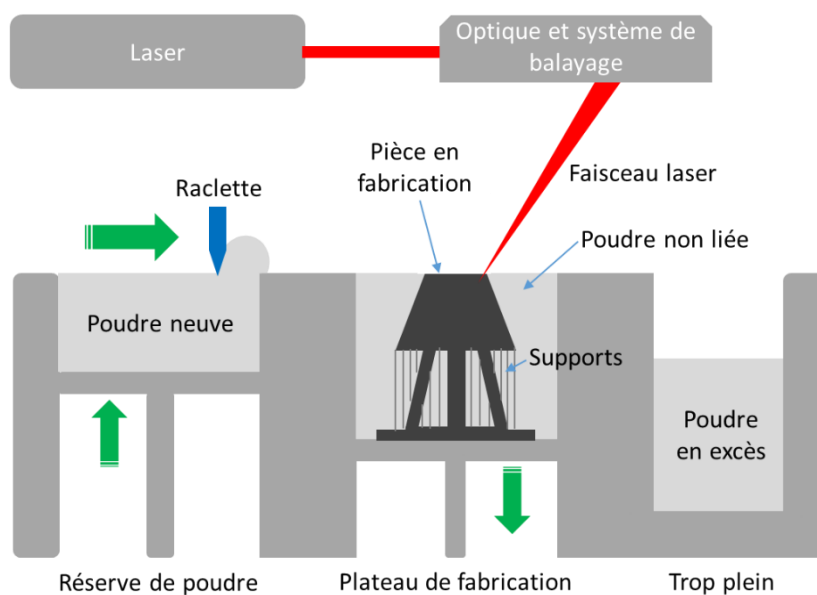 Laser
Optique et système de
balayage
Pièce en
fabrication
Raclette
Faisceau laser
Poudre non liée
Poudre neuve
Supports
Poudre
en excès
Réserve de poudre
Plateau de fabrication
Trop plein